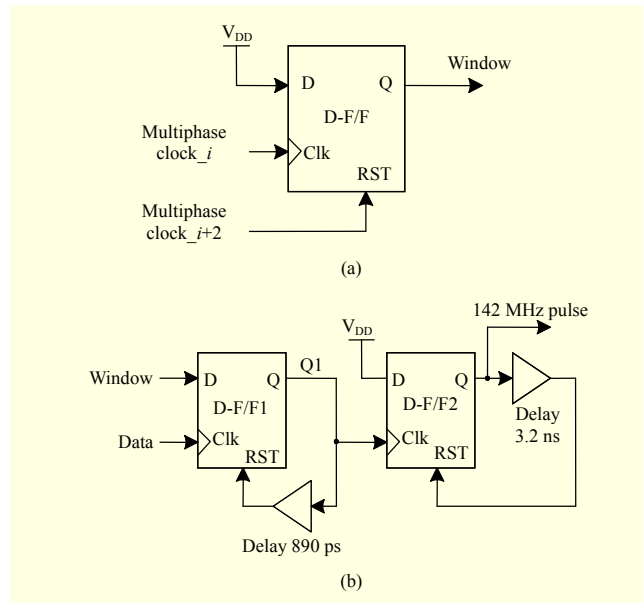 V_DD
D
Q
Window
D-F/F
Multiphase
clock_i
Clk
RST
Multiphase
clock_i+2
(a)
142 MHz pulse
V_DD
Window
D
Q
Q1
D
Q
D-F/F1
D-F/F2
Delay
3.2 ns
Data
Clk
Clk
RST
RST
Delay 890 ps
(b)